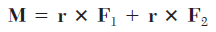 M = r × F₁ + r × F₂